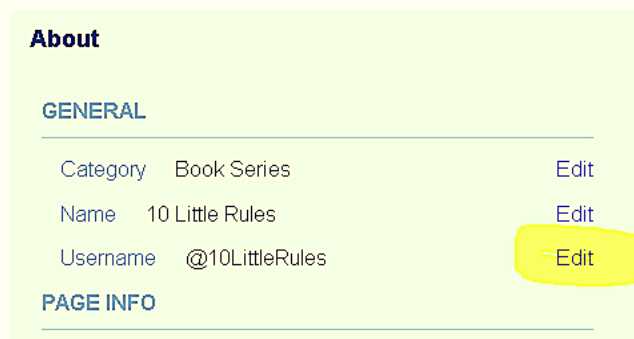 About
GENERAL
Category Book Series Edit
Name 10 Little Rules Edit
Username @10LittleRules Edit
PAGE INFO